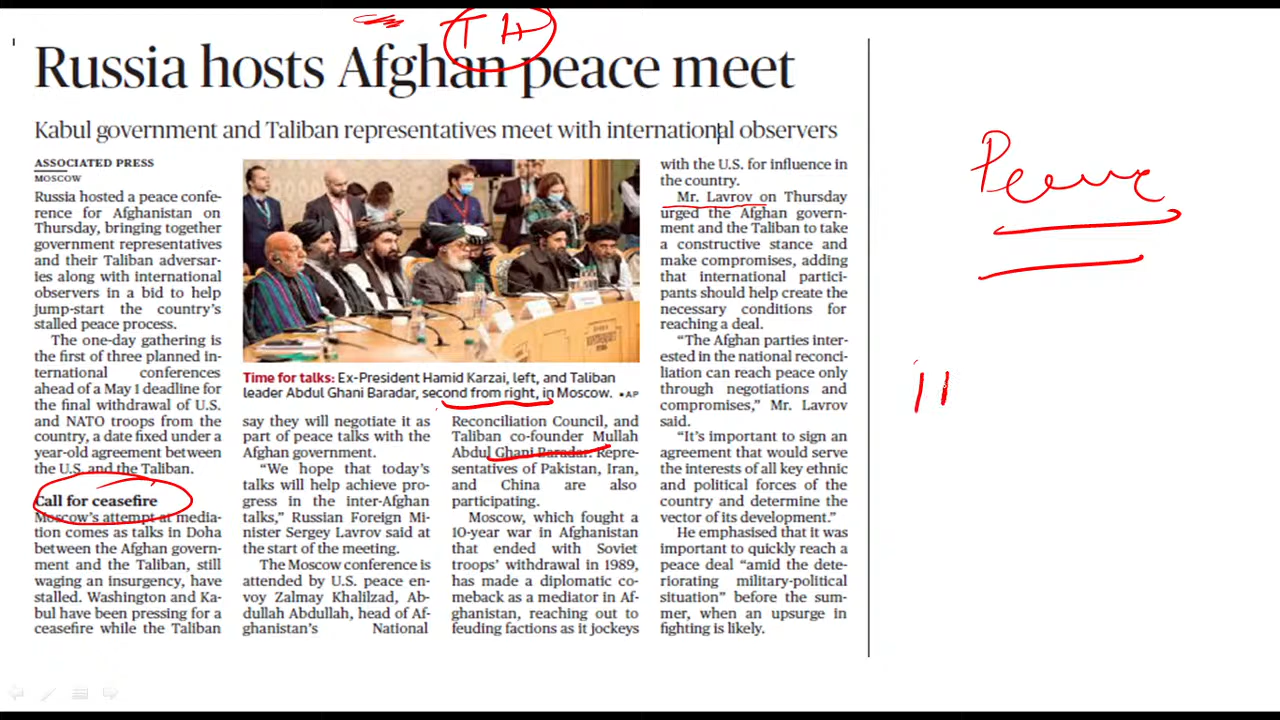 TH
Russia hosts Afghan peace meet
Kabul government and Taliban representatives meet with international observers
ASSOCIATED PRESS
MOSCOW
Russia hosted a peace confe-
rence for Afghanistan on
Thursday, bringing together
government representatives
and their Taliban adversar-
ies along with international
observers in a bid to help
jump-start the country's
stalled peace process.
The one-day gathering is
the first of three planned in-
ternational conferences
ahead of a May 1 deadline for
the final withdrawal of U.S.
and NATO troops from the
country, a date fixed under a
year-old agreement between
the U.S. and the Taliban.
Call for ceasefire
Moscow's attempt at media-
tion comes as talks in Doha
between the Afghan govern-
ment and the Taliban, still
waging an insurgency, have
stalled. Washington and Ka-
bul have been pressing for a
ceasefire while the Taliban
Time for talks: Ex-President Hamid Karzai, left, and Taliban
leader Abdul Ghani Baradar, second from right, in Moscow. •AP
say they will negotiate it as
part of peace talks with the
Afghan government.
"We hope that today's
talks will help achieve pro-
gress in the inter-Afghan
talks," Russian Foreign Mi-
nister Sergey Lavrov said at
the start of the meeting.
The Moscow conference is
attended by U.S. peace en-
voy Zalmay Khalilzad, Ab-
dullah Abdullah, head of Af-
ghanistan's National
Reconciliation Council, and
Taliban co-founder Mullah
Abdul Ghani Baradar. Repre-
sentatives of Pakistan, Iran,
and China are also
participating.
Moscow, which fought a
10-year war in Afghanistan
that ended with Soviet
troops' withdrawal in 1989,
has made a diplomatic co-
meback as a mediator in Af-
ghanistan, reaching out to
feuding factions as it jockeys
with the U.S. for influence in
the country.
Mr. Lavrov on Thursday
urged the Afghan govern-
ment and the Taliban to take
a constructive stance and
make compromises, adding
that international partici-
pants should help create the
necessary conditions for
reaching a deal.
"The Afghan parties inter-
ested in the national reconci-
liation can reach peace only
through negotiations and
compromises," Mr. Lavrov
said.
"It's important to sign an
agreement that would serve
the interests of all key ethnic
and political forces of the
country and determine the
vector of its development."
He emphasised that it was
important to quickly reach a
peace deal "amid the dete-
riorating military-political
situation" before the sum-
mer, when an upsurge in
fighting is likely.
Peace